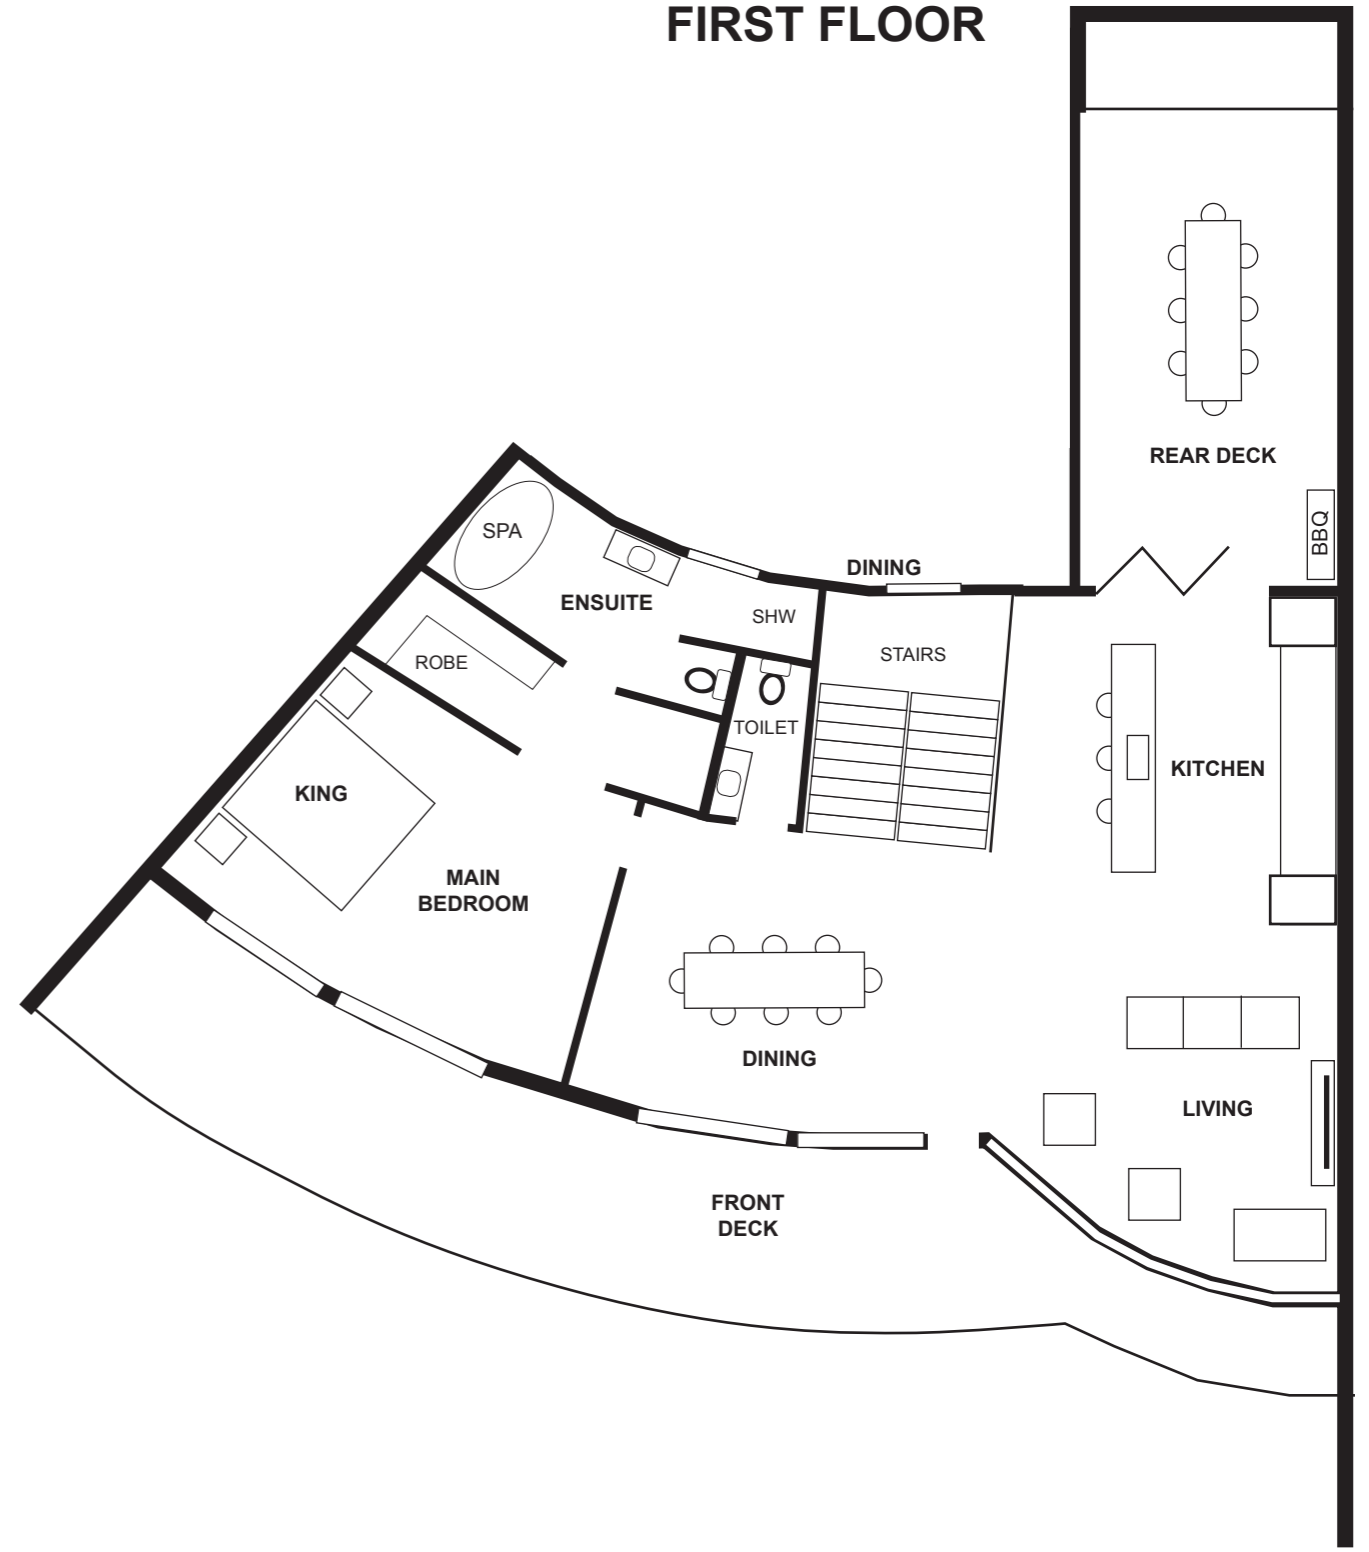 FIRST FLOOR
REAR DECK
BBQ
SPA
DINING
ENSUITE
SHW
STAIRS
ROBE
TOILET
KITCHEN
KING
MAIN
BEDROOM
DINING
LIVING
FRONT
DECK